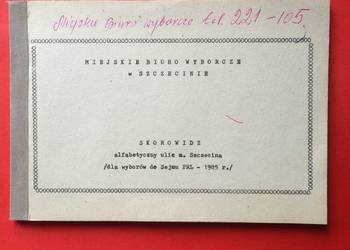 Miejskie Biuro wyborcze tel. 221-105.
MIEJSKIE BIURO WYBORCZE
w SZCZECINIE
SKOROWIDZ
alfabetyczny ulic m. Szczecina
/dla wyborów do Sejmu PRL - 1985 r./